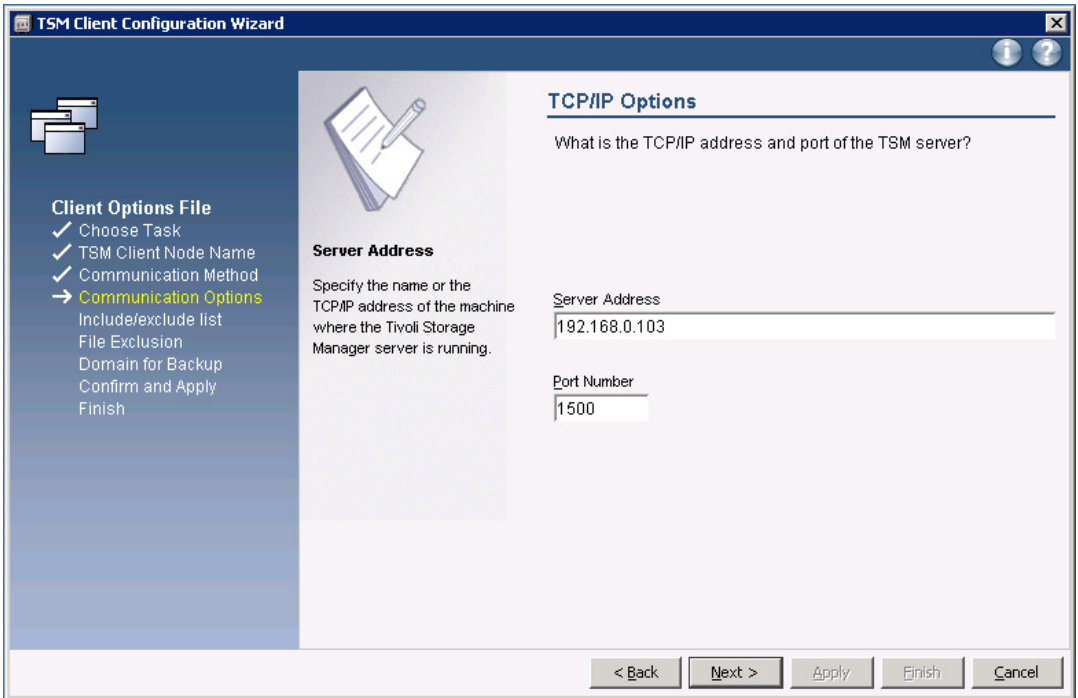 TSM Client Configuration Wizard
Client Options File
Choose Task
TSM Client Node Name
Communication Method
Communication Options
Include/exclude list
File Exclusion
Domain for Backup
Confirm and Apply
Finish
Server Address
Specify the name or the
TCP/IP address of the machine
where the Tivoli Storage
Manager server is running.
TCP/IP Options
What is the TCP/IP address and port of the TSM server?
Server Address
192.168.0.103
Port Number
1500
< Back
Next >
Apply
Finish
Cancel